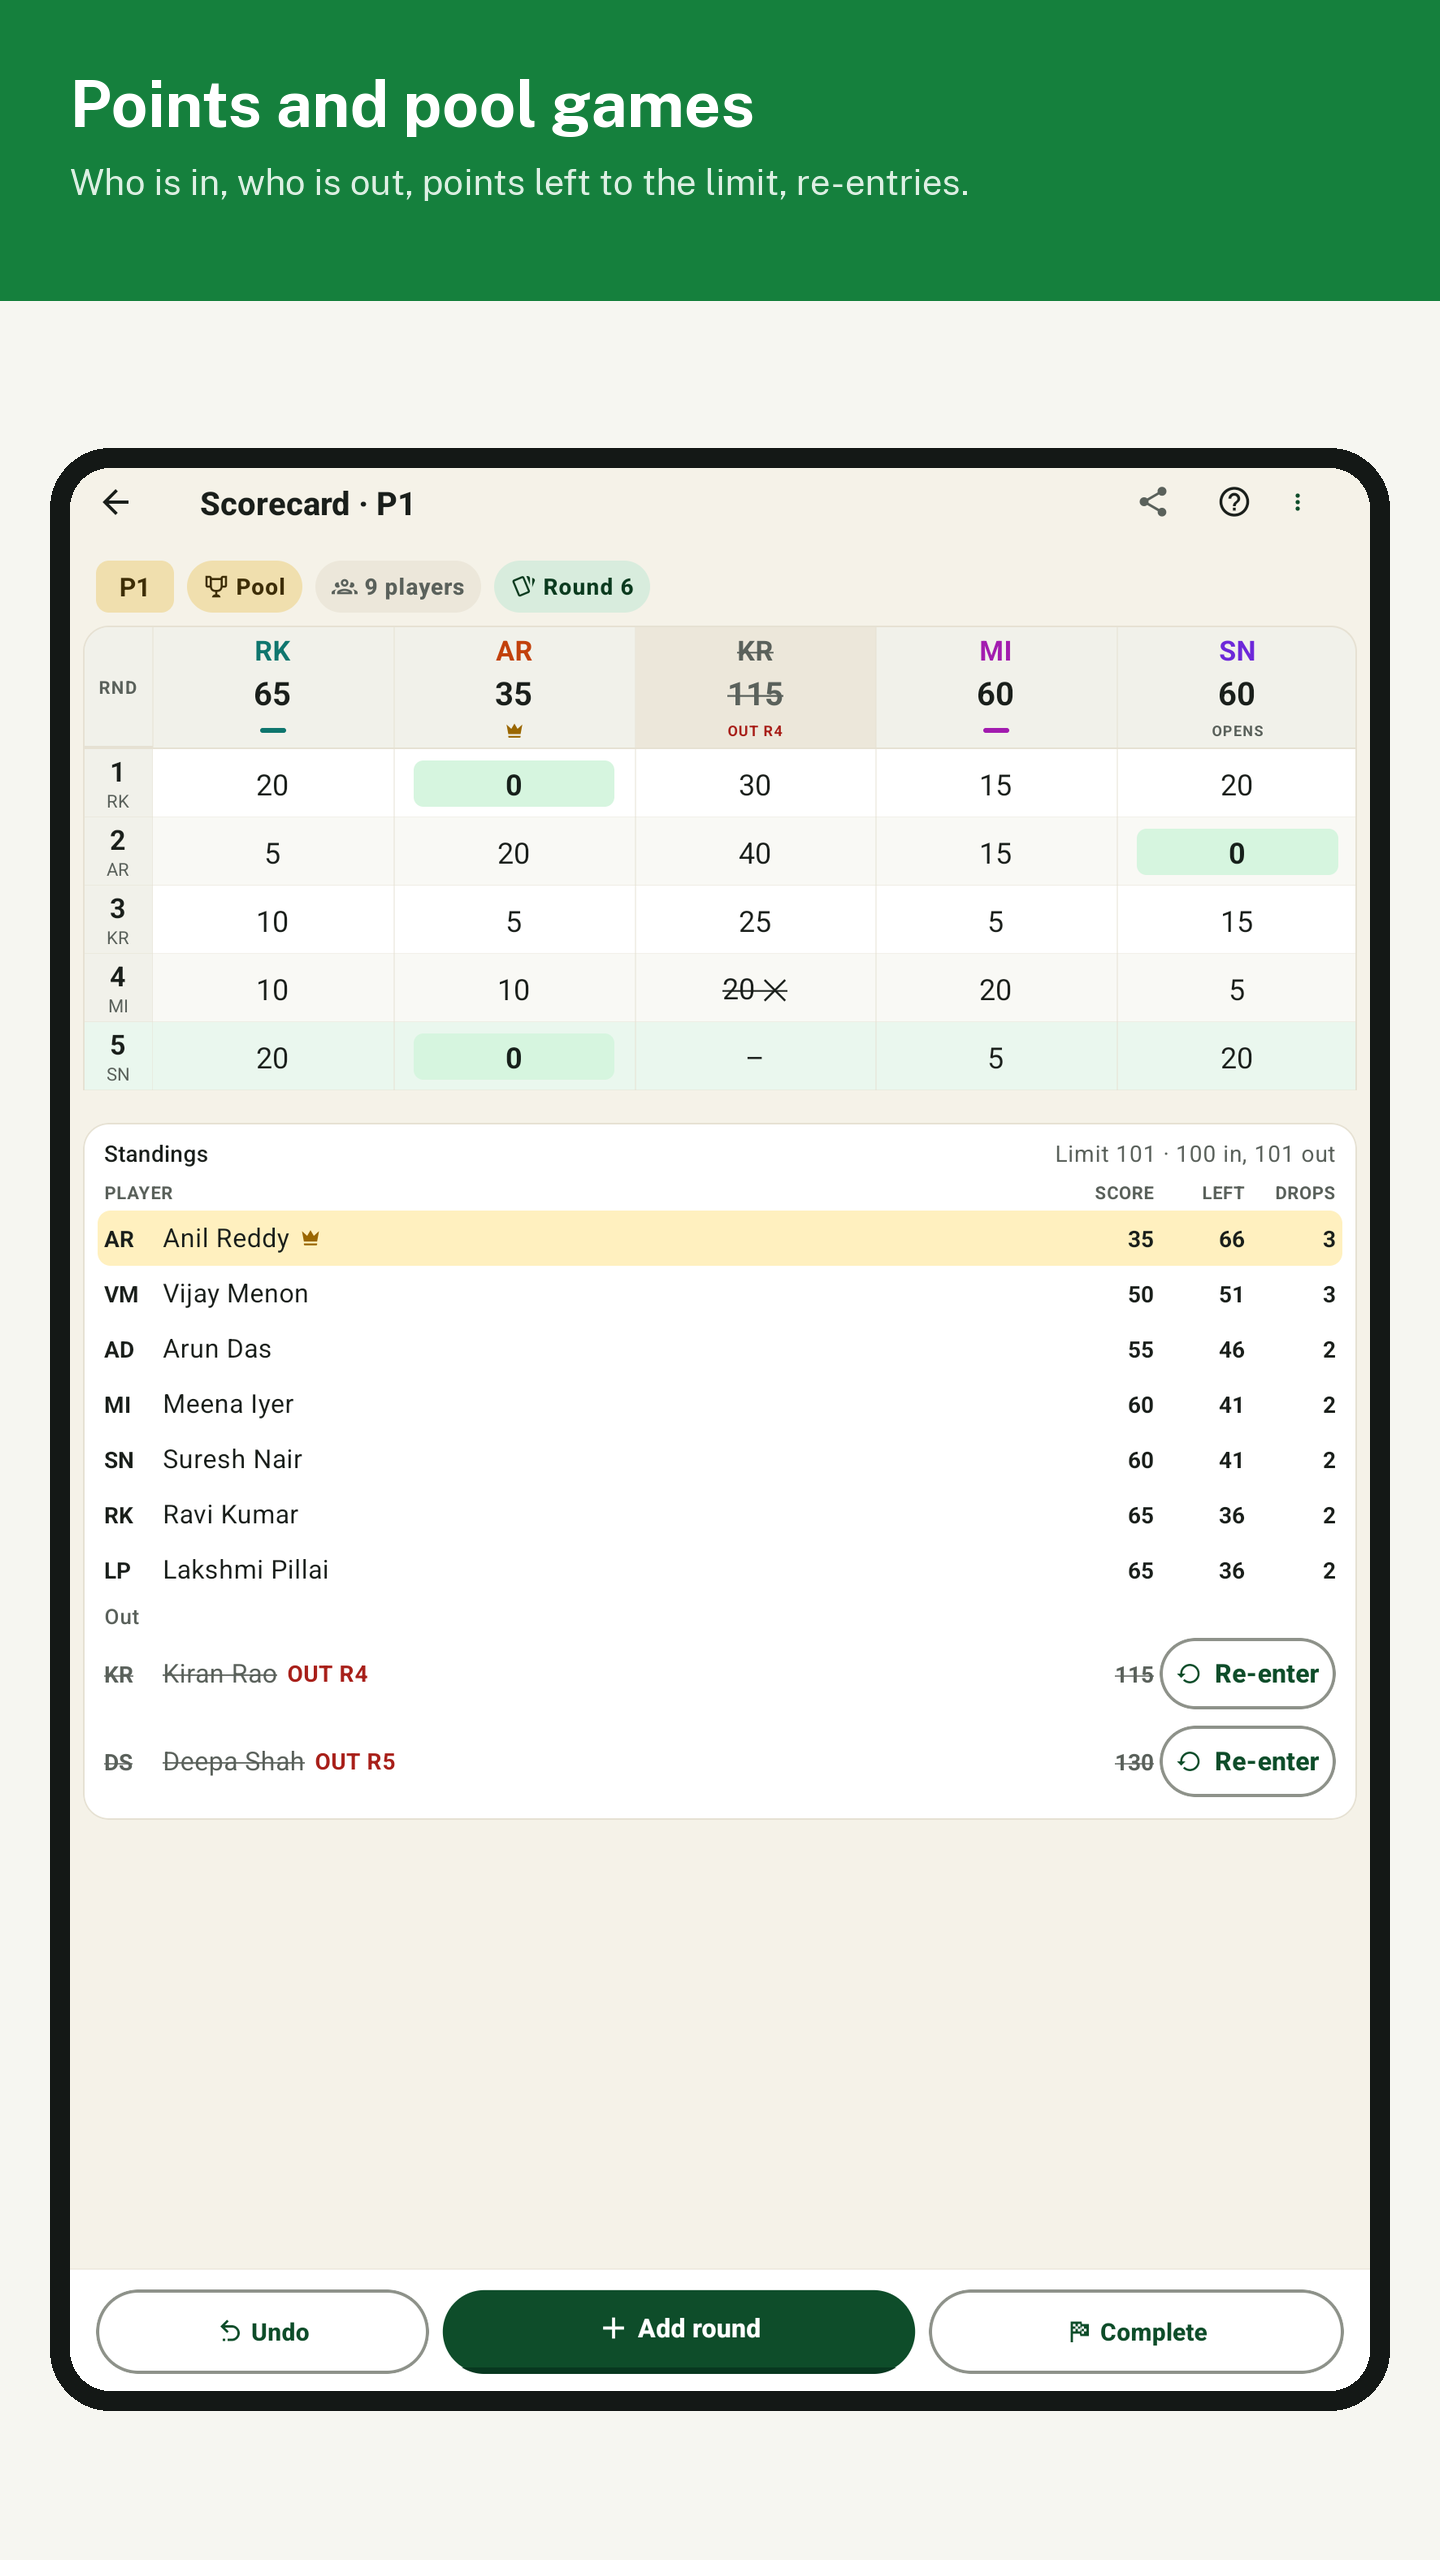 Points and pool games
Who is in, who is out, points left to the limit, re-entries.
Scorecard · P1
P1 Pool 9 players Round 6
RND RK AR KR MI SN
65 35 115 60 60
OUT R4 OPENS
1 20 0 30 15 20
RK
2 5 20 40 15 0
AR
3 10 5 25 5 15
KR
4 10 10 20 20 5
MI
5 20 0 – 5 20
SN
Standings Limit 101 · 100 in, 101 out
PLAYER SCORE LEFT DROPS
AR Anil Reddy 35 66 3
VM Vijay Menon 50 51 3
AD Arun Das 55 46 2
MI Meena Iyer 60 41 2
SN Suresh Nair 60 41 2
RK Ravi Kumar 65 36 2
LP Lakshmi Pillai 65 36 2
Out
KR Kiran Rao OUT R4 115 Re-enter
DS Deepa Shah OUT R5 130 Re-enter
Undo Add round Complete